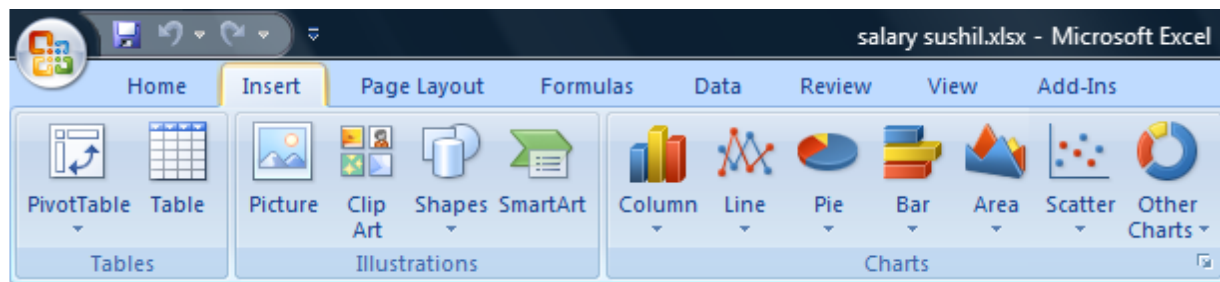 salary sushil.xlsx - Microsoft Excel
Home Insert Page Layout Formulas Data Review View Add-Ins
PivotTable Table Picture Clip Art Shapes SmartArt Column Line Pie Bar Area Scatter Other Charts
Tables Illustrations Charts